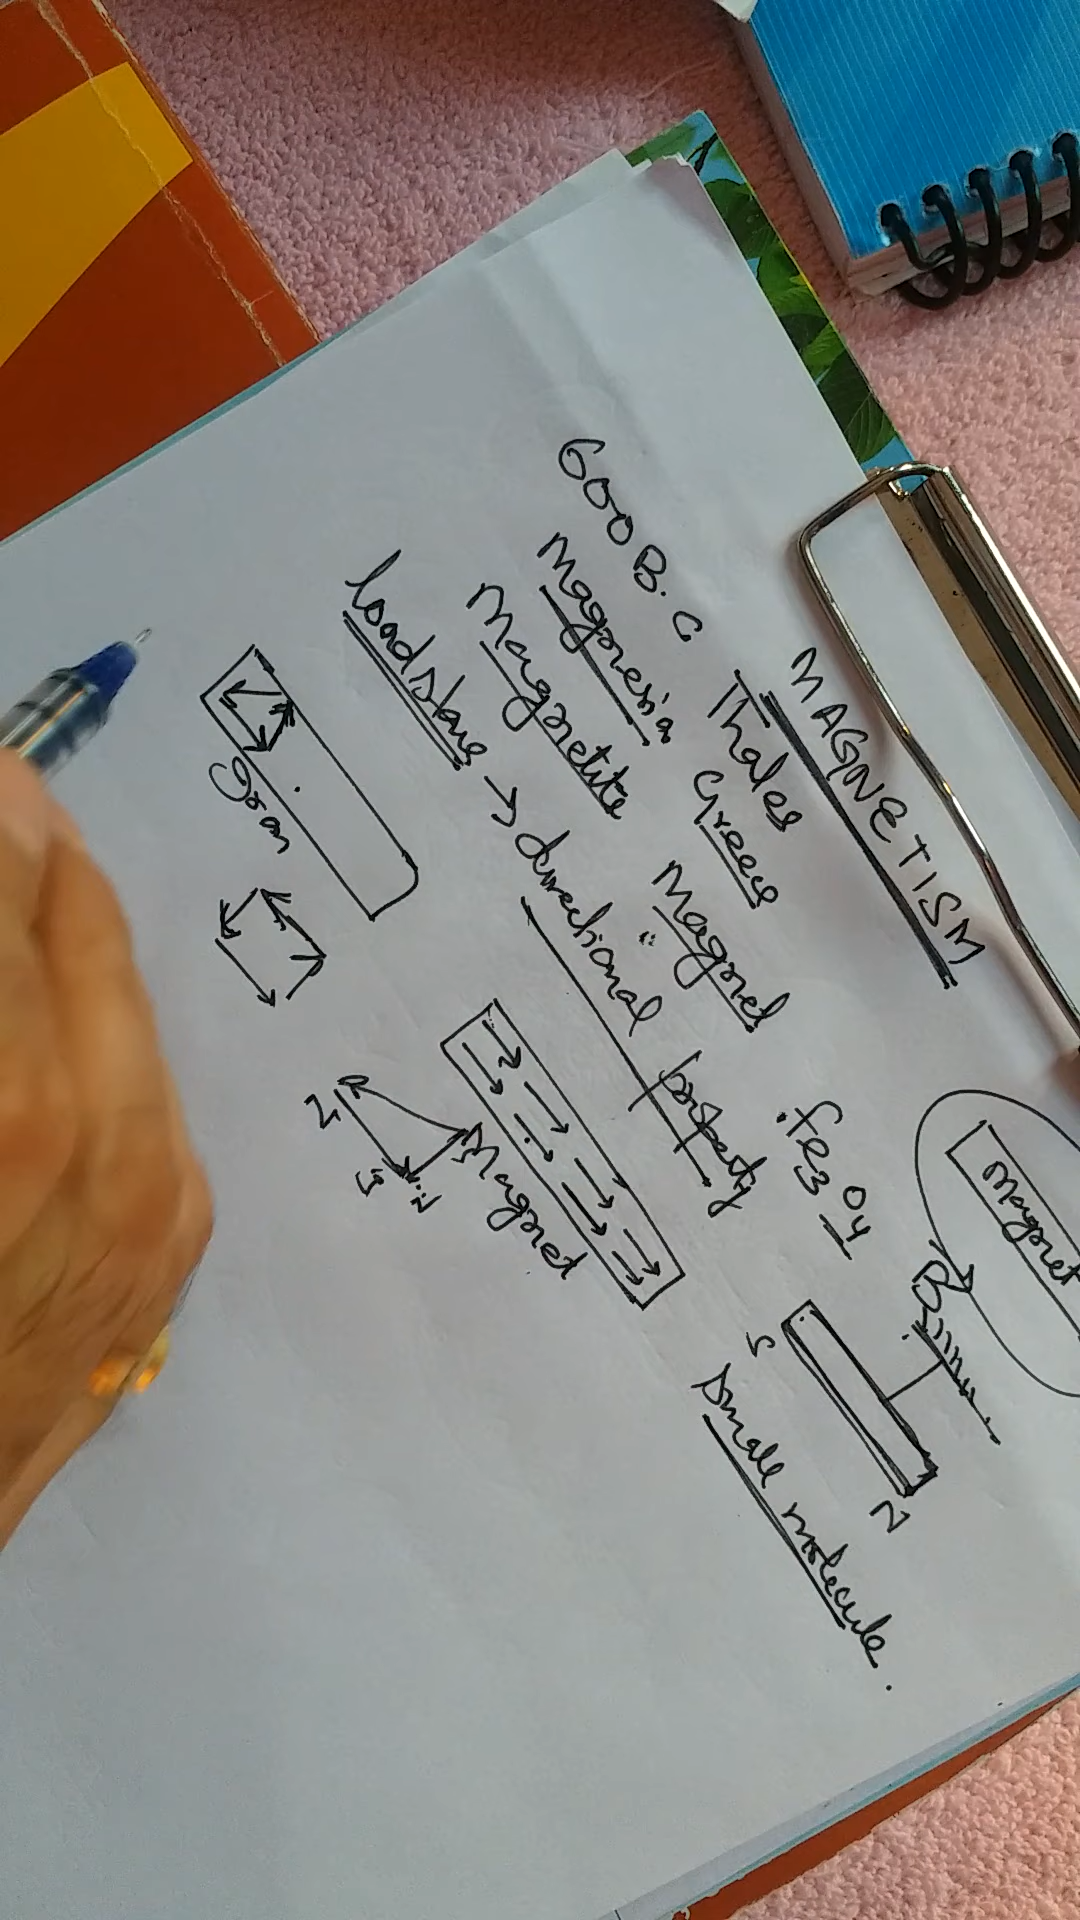 MAGNETISM
600 B.C Thales Greece
Magnesia Magnet Fe3O4
Magnetite
loadstone → directional property
Magnet
B
S N
small molecule.
Iron Magnet
N S N